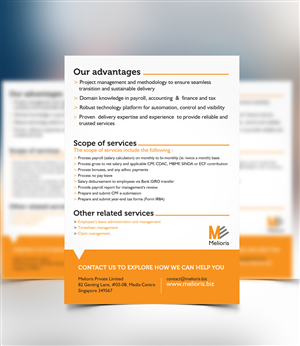 Our advantages
> Project management and methodology to ensure seamless
transition and sustainable delivery
> Domain knowledge in payroll, accounting & finance and tax
> Robust technology platform for automation, control and visibility
> Proven delivery expertise and experience to provide reliable and
trusted services
Scope of services
The scope of services include the following :
Process payroll (salary calculation) on monthly or bi-monthly (ie. twice a month) basis
Process gross to net salary and applicable CPF, CDAC, MBMF, SINDA or ECF contribution
Process bonuses, and any adhoc payments
Process no pay leave
Salary disbursement to employees via Bank GIRO transfer
Provide payroll report for management's review
Prepare and submit CPF e-submission
Prepare and submit year-end tax forms (Form IR8A)
Other related services
Employee's leave administration and management
Timesheet management
Claim management
Melioris
CONTACT US TO EXPLORE HOW WE CAN HELP YOU
Melioris Private Limited
82 Genting Lane, #03-08, Media Centre
Singapore 349567
contact@melioris.biz
www.melioris.biz